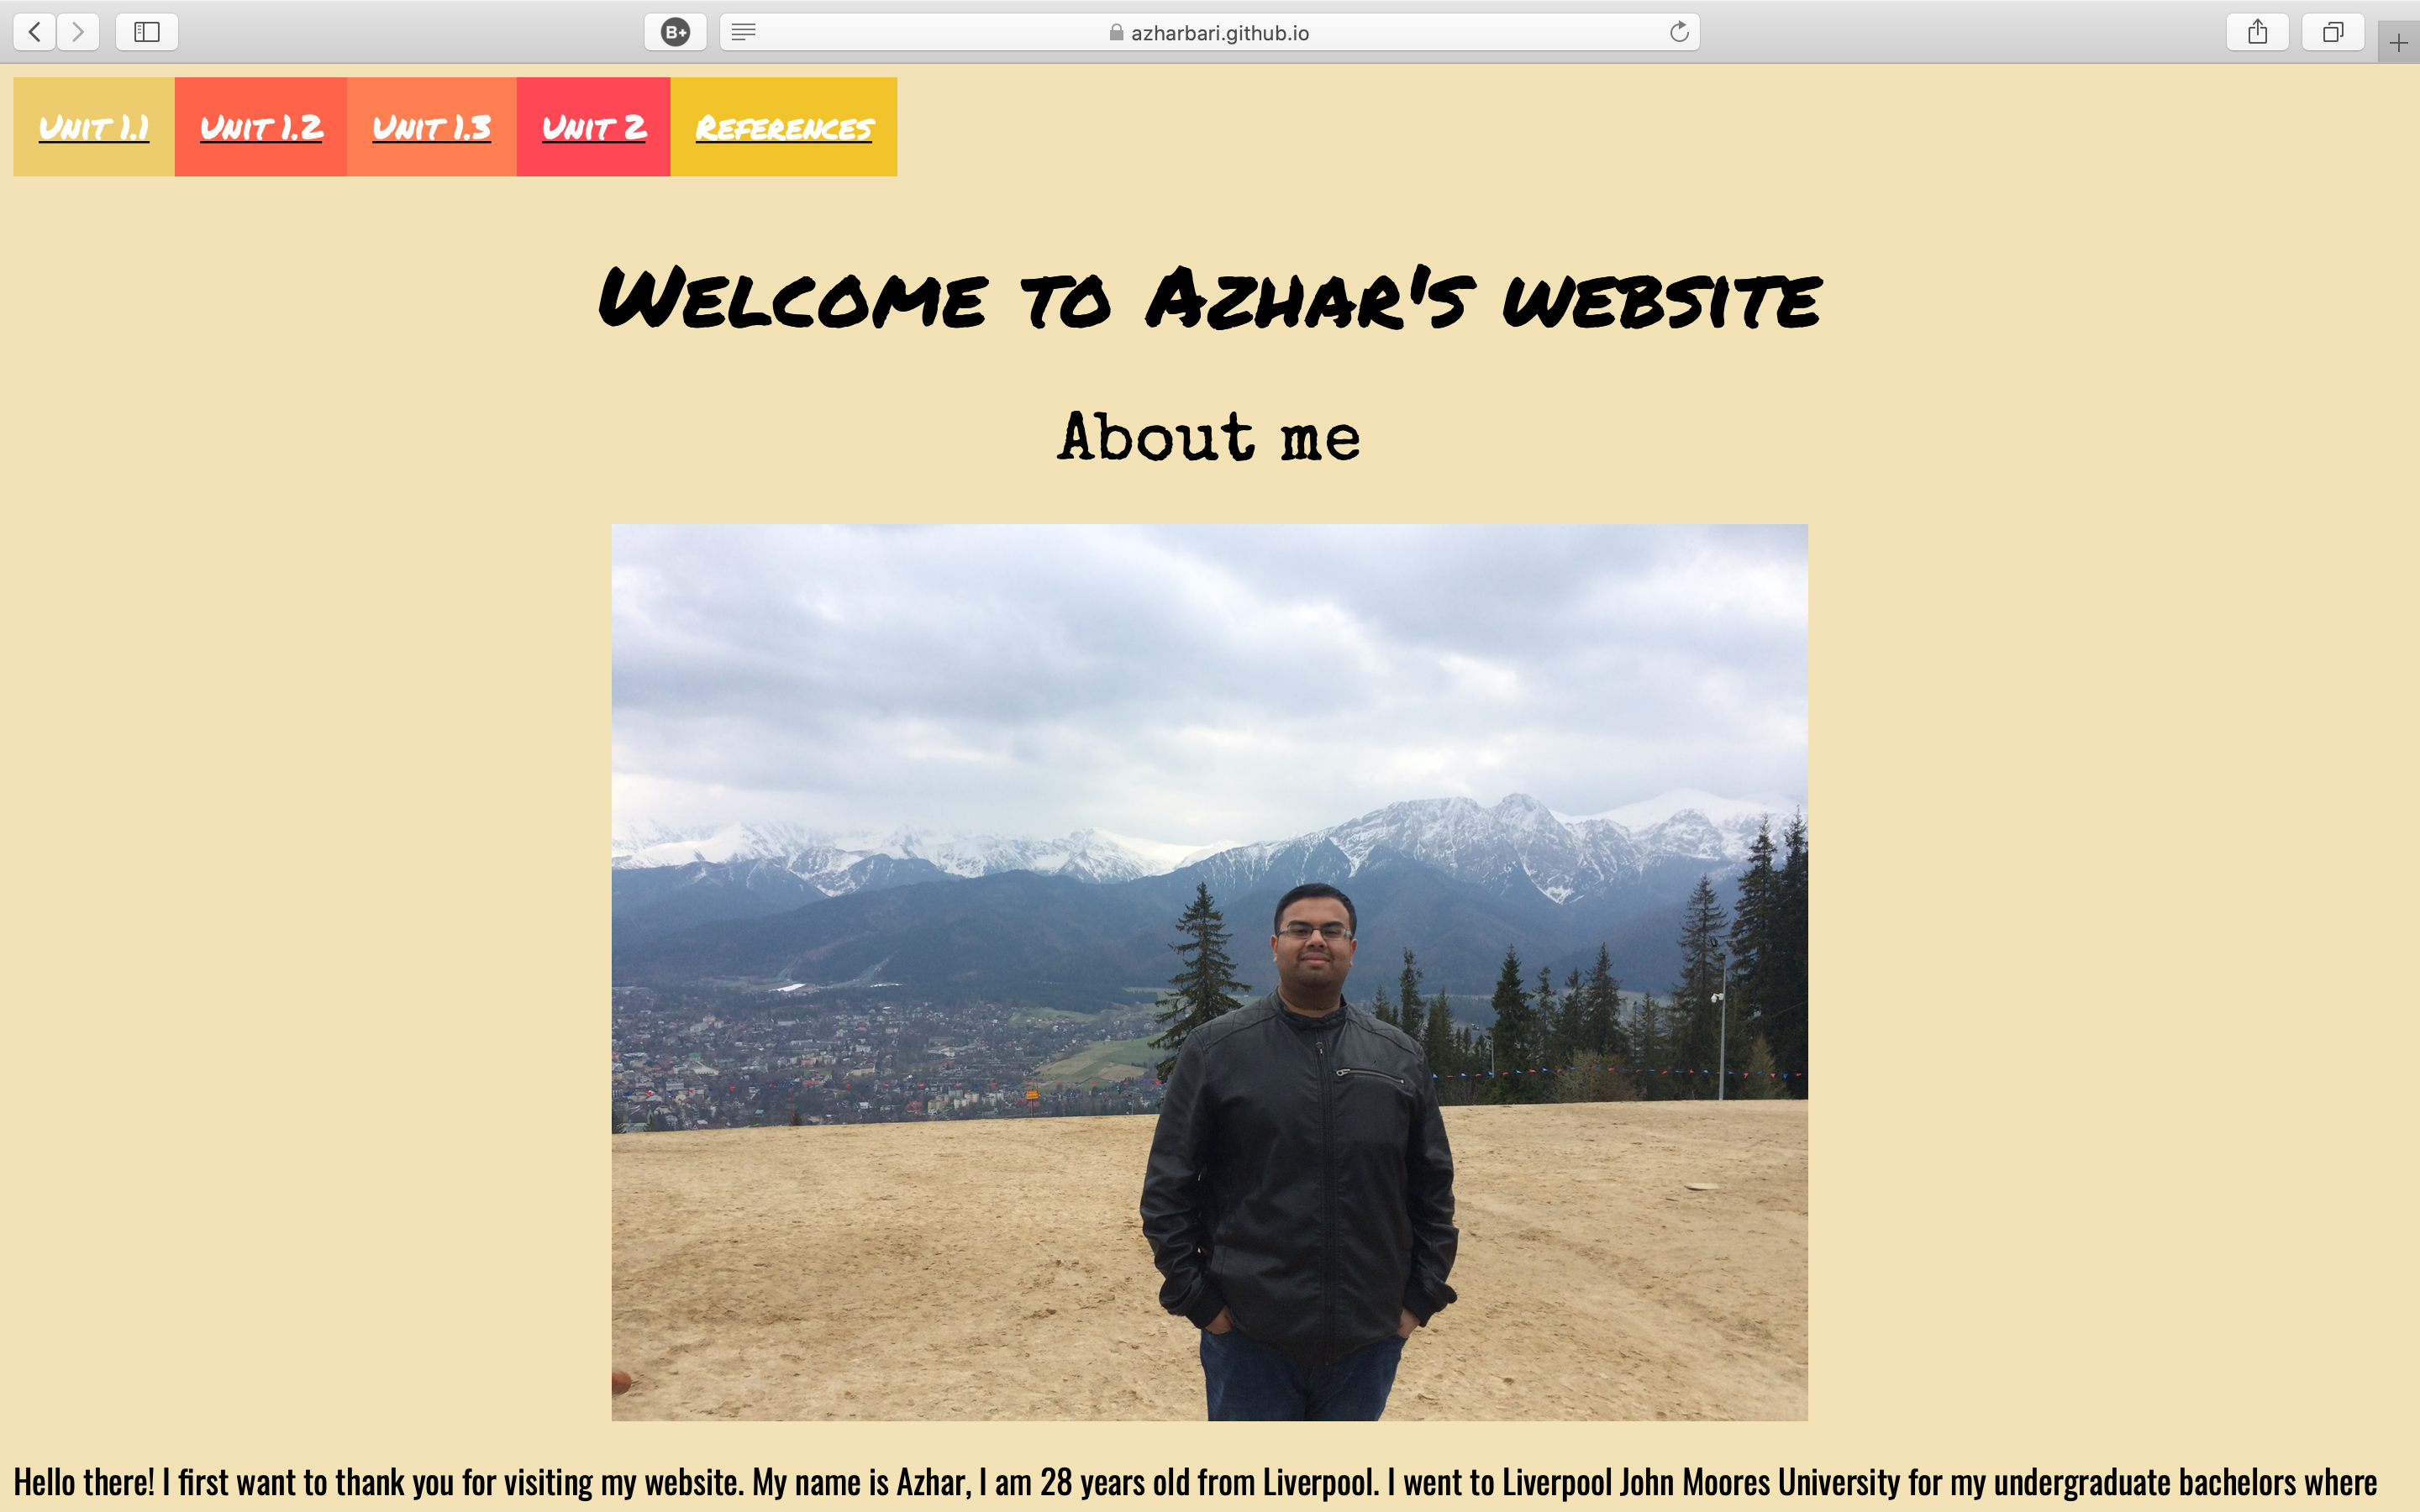 B+
azharbari.github.io
Unit 1.1 Unit 1.2 Unit 1.3 Unit 2 References
Welcome to Azhar's website
About me
Hello there! I first want to thank you for visiting my website. My name is Azhar, I am 28 years old from Liverpool. I went to Liverpool John Moores University for my undergraduate bachelors where